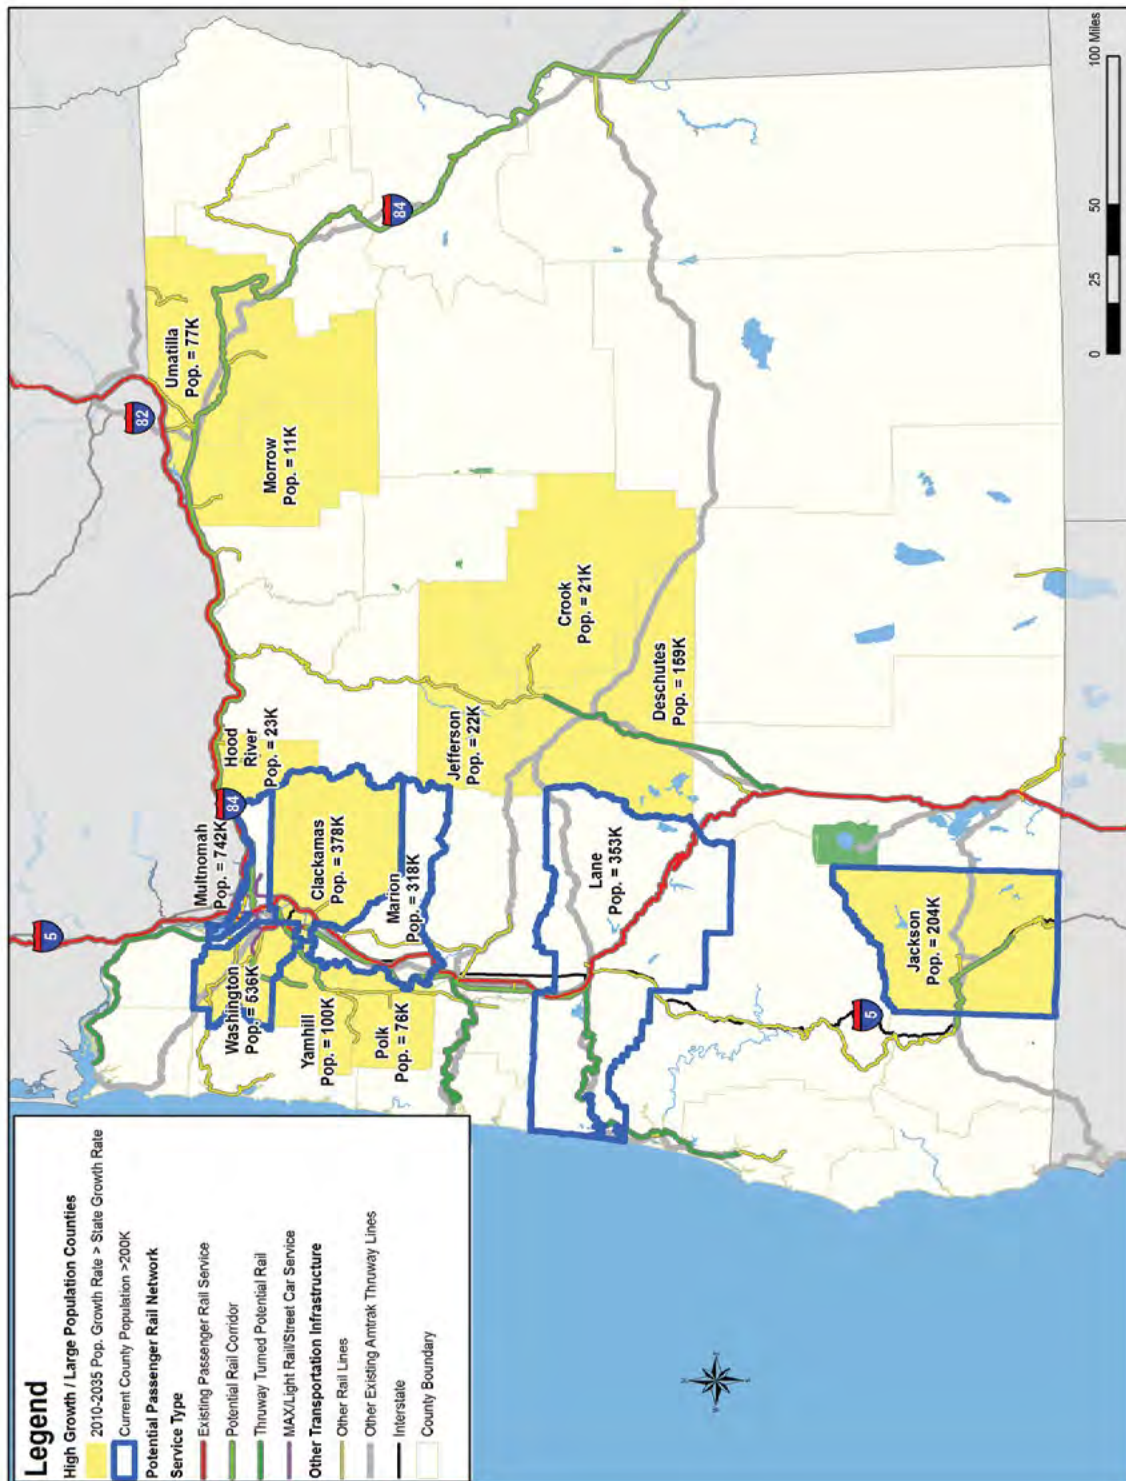 Legend
High Growth / Large Population Counties
2010-2035 Pop. Growth Rate > State Growth Rate
Current County Population >200K
Potential Passenger Rail Network
Service Type
Existing Passenger Rail Service
Potential Rail Corridor
Thruway Turned Potential Rail
MAX/Light Rail/Street Car Service
Other Transportation Infrastructure
Other Rail Lines
Other Existing Amtrak Thruway Lines
Interstate
County Boundary
5
Multnomah
Pop. = 742K
84
Hood
River
Pop. = 23K
82
Umatilla
Pop. = 77K
Morrow
Pop. = 11K
84
Washington
Pop. = 536K
Clackamas
Pop. = 378K
Yamhill
Pop. = 100K
Polk
Pop. = 76K
Marion
Pop. = 318K
Jefferson
Pop. = 22K
Crook
Pop. = 21K
Deschutes
Pop. = 159K
Lane
Pop. = 353K
5
Jackson
Pop. = 204K
N
E
S
W
0 25 50 100 Miles